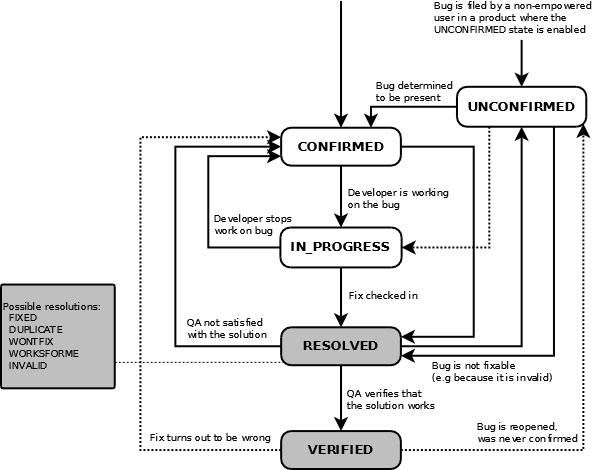 Bug is filed by a non-empowered
user in a product where the
UNCONFIRMED state is enabled
Bug determined
to be present
UNCONFIRMED
CONFIRMED
Developer is working
on the bug
Developer stops
work on bug
IN_PROGRESS
Fix checked in
Possible resolutions:
FIXED
DUPLICATE
WONTFIX
WORKSFORME
INVALID
QA not satisfied
with the solution
RESOLVED
Bug is not fixable
(e.g because it is invalid)
QA verifies that
the solution works
Fix turns out to be wrong
VERIFIED
Bug is reopened,
was never confirmed